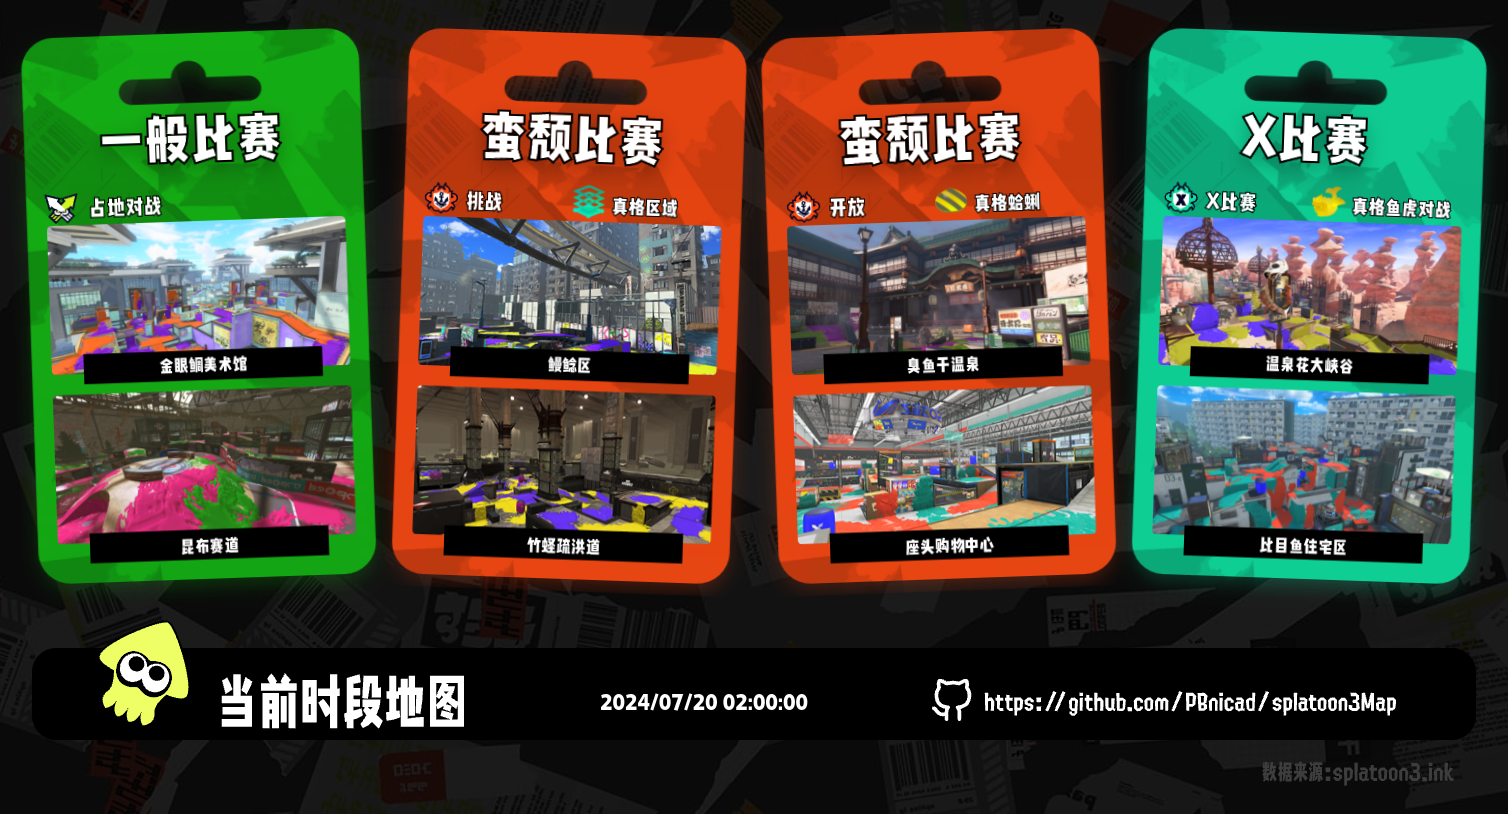 一般比赛
占地对战
金眼鲷美术馆
昆布赛道
蛮颓比赛
挑战
真格区域
鳗鲶区
竹蛏疏洪道
蛮颓比赛
开放
真格蛤蜊
臭鱼干温泉
座头购物中心
X比赛
X比赛
真格鱼虎对战
温泉花大峡谷
比目鱼住宅区
当前时段地图
2024/07/20 02:00:00
https://github.com/PBnicad/splatoon3Map
数据来源:splatoon3.ink